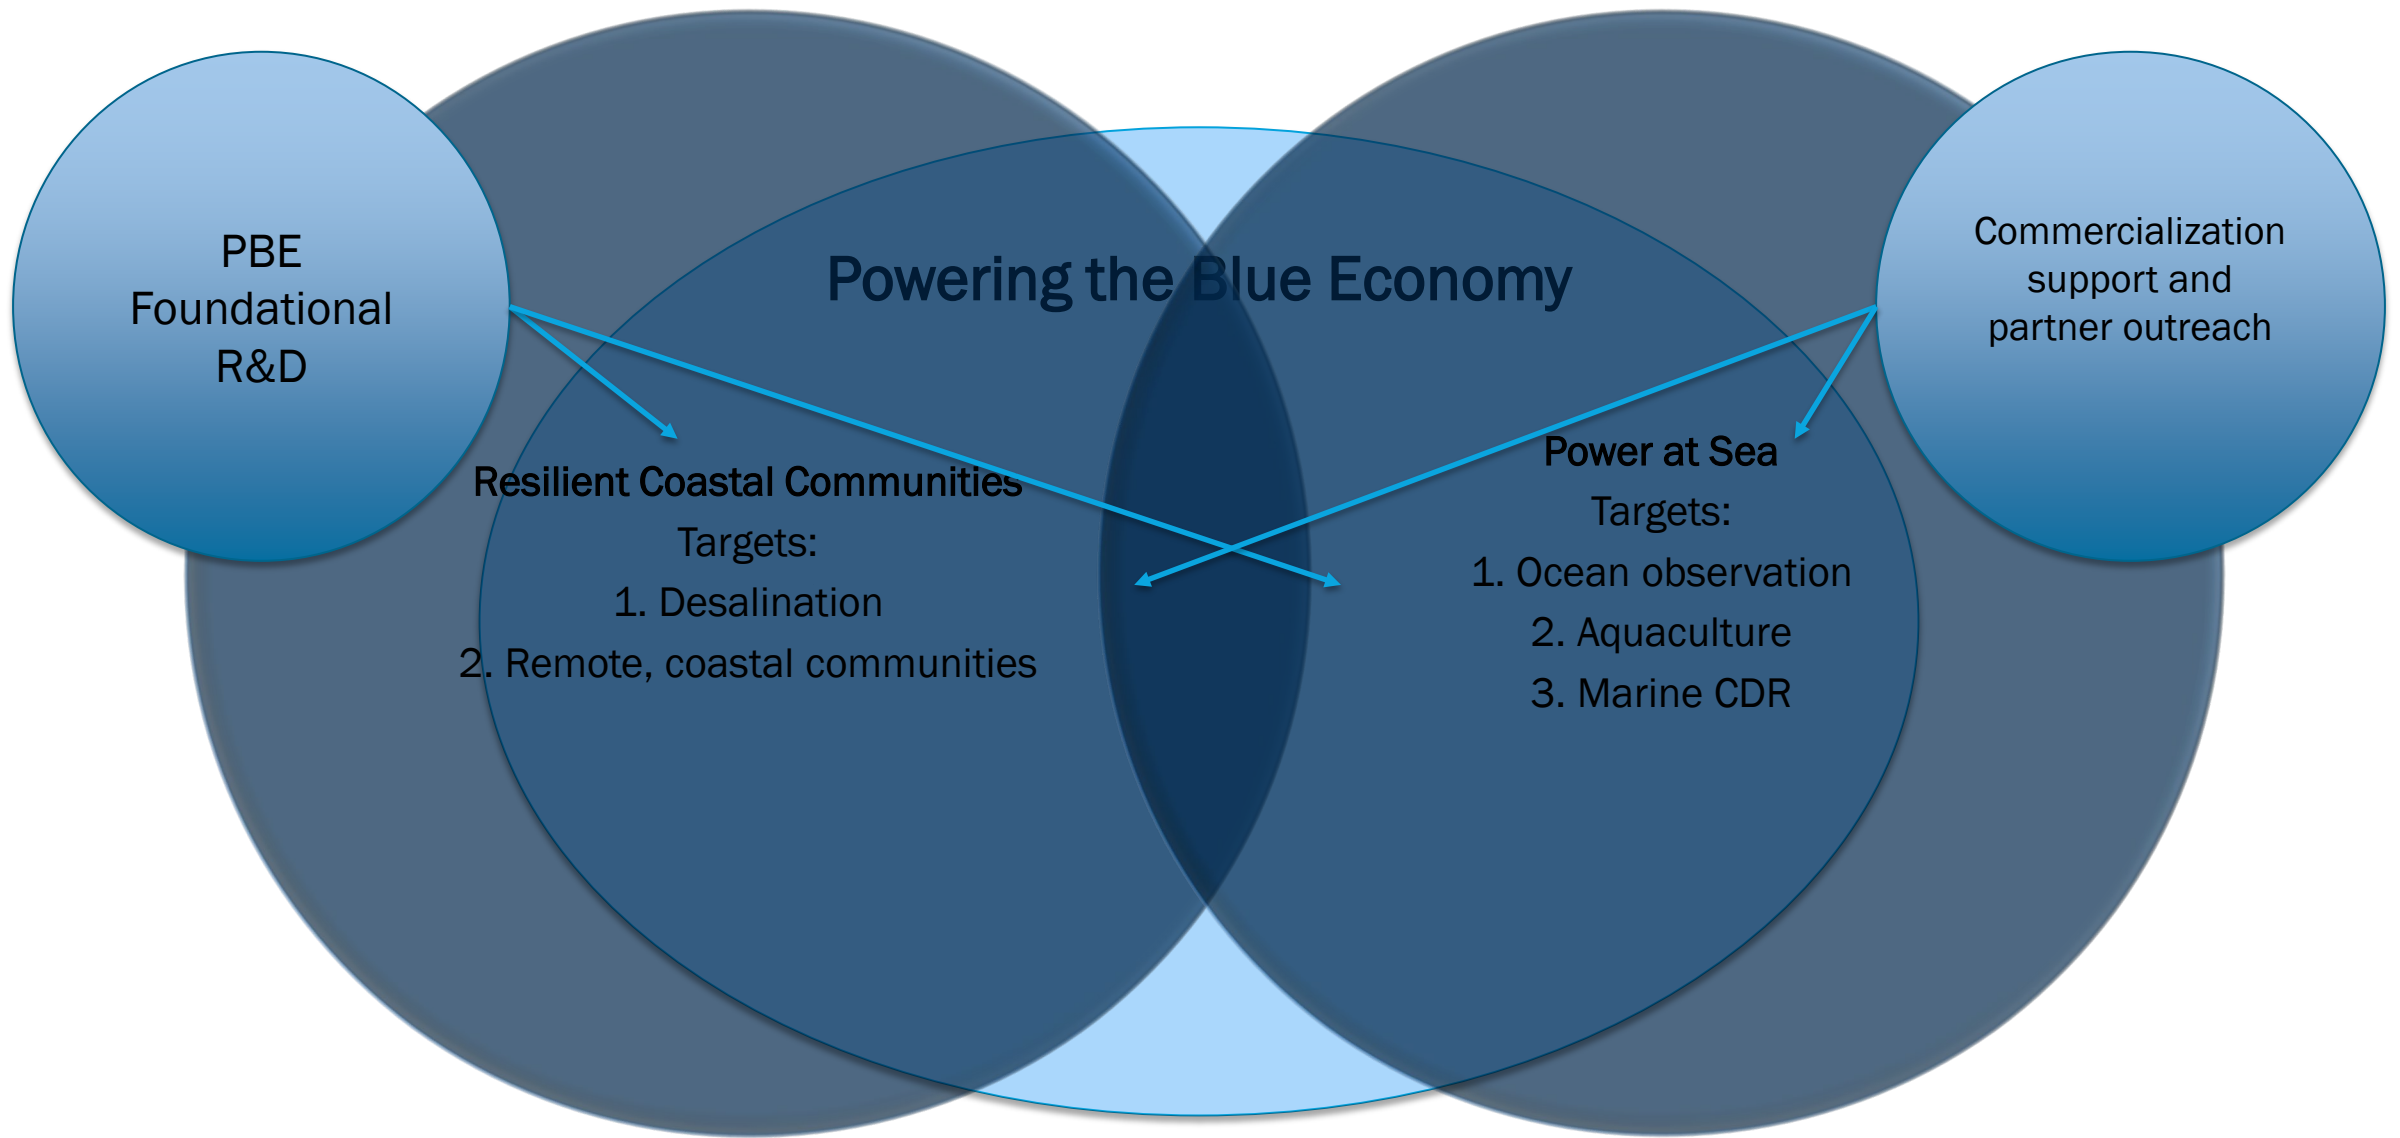 PBE
Foundational
R&D
Powering the Blue Economy
Commercialization
support and
partner outreach
Resilient Coastal Communities
Targets:
1. Desalination
2. Remote, coastal communities
Power at Sea
Targets:
1. Ocean observation
2. Aquaculture
3. Marine CDR